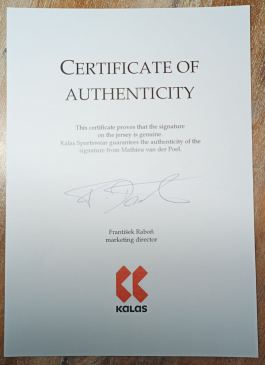 CERTIFICATE OF
AUTHENTICITY
This certificate proves that the signature
on the jersey is genuine.
Kalas Sportswear guarantees the authenticity of the
signature from Mathieu van der Poel.
František Raboň
marketing director
KALAS